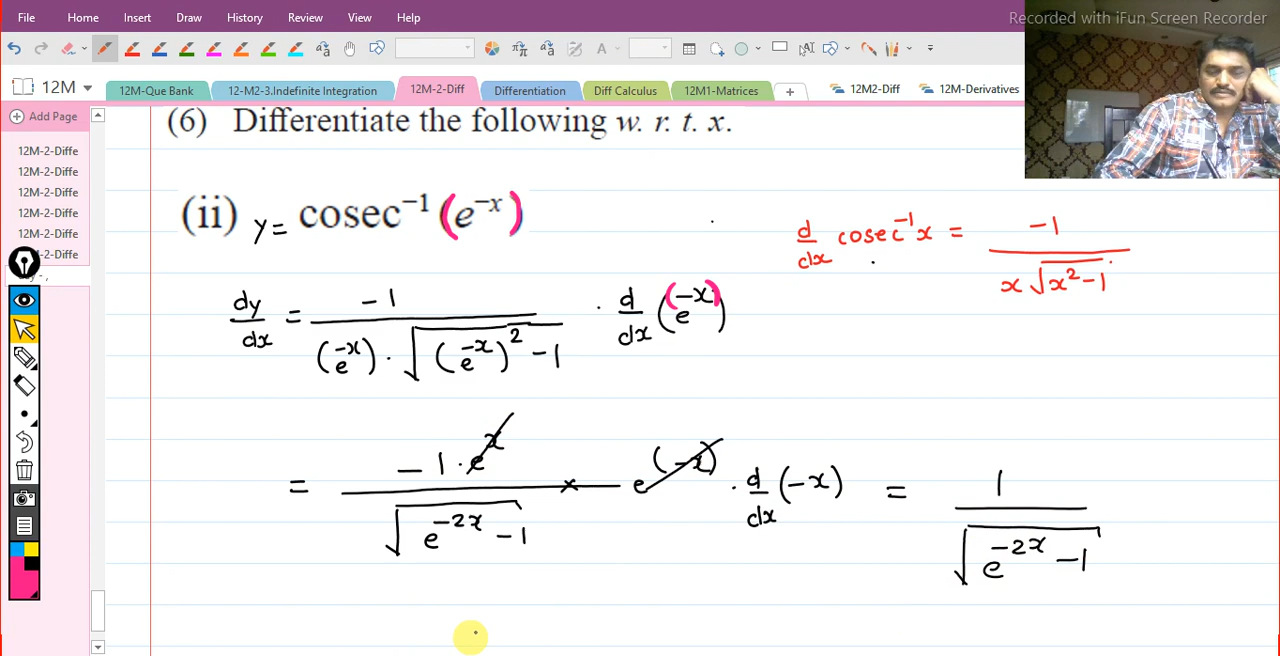 File Home Insert Draw History Review View Help
Recorded with iFun Screen Recorder
12M 12M-Que Bank 12-M2-3.Indefinite Integration 12M-2-Diff Differentiation Diff Calculus 12M1-Matrices + 12M2-Diff 12M-Derivatives
Add Page
12M-2-Diffe
12M-2-Diffe
12M-2-Diffe
12M-2-Diffe
12M-2-Diffe
(6) Differentiate the following w. r. t. x.
(ii) y = cosec⁻¹(e⁻ˣ)
d/dx cosec⁻¹x = -1/(x√(x²-1))
dy/dx = -1/((e⁻ˣ)·√((e⁻ˣ)²-1)) · d/dx (e⁽⁻ˣ⁾)
= -1·eˣ/√(e⁻²ˣ-1) × e⁽⁻ˣ⁾ · d/dx (-x) = 1/√(e⁻²ˣ-1)